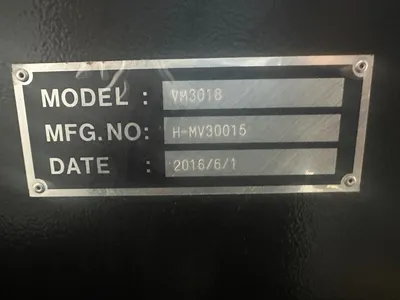 MODEL : VM3018
MFG.NO: H-MV30015
DATE : 2016/6/1